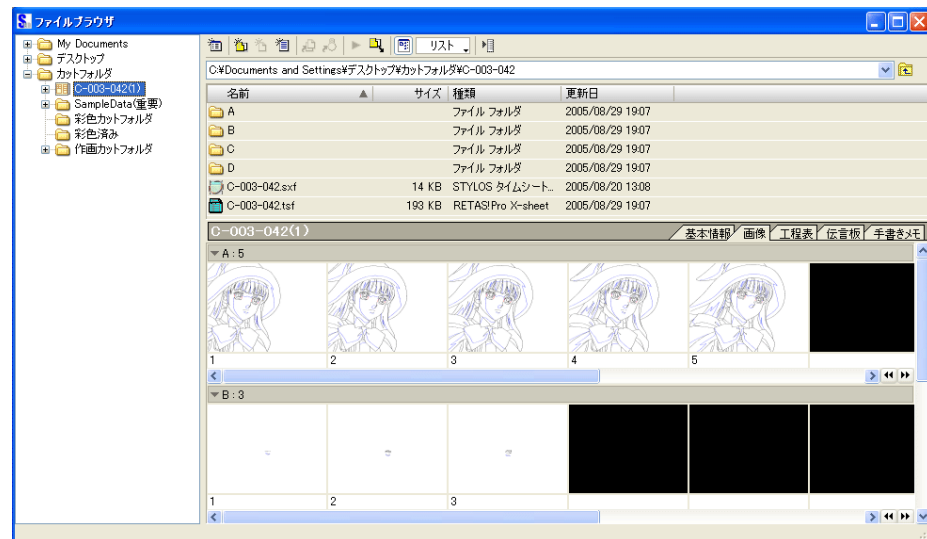 ファイルブラウザ
My Documents
デスクトップ
カットフォルダ
C-003-042(1)
SampleData(重要)
彩色カットフォルダ
彩色済み
作画カットフォルダ
リスト
C:¥Documents and Settings¥デスクトップ¥カットフォルダ¥C-003-042
名前 サイズ 種類 更新日
A ファイル フォルダ 2005/08/29 19:07
B ファイル フォルダ 2005/08/29 19:07
C ファイル フォルダ 2005/08/29 19:07
D ファイル フォルダ 2005/08/29 19:07
C-003-042.sxf 14 KB STYLOS タイムシート... 2005/08/20 13:08
C-003-042.tsf 193 KB RETAS!Pro X-sheet 2005/08/29 19:07
C-003-042(1) 基本情報 画像 工程表 伝言板 手書きメモ
A : 5
1 2 3 4 5
B : 3
1 2 3